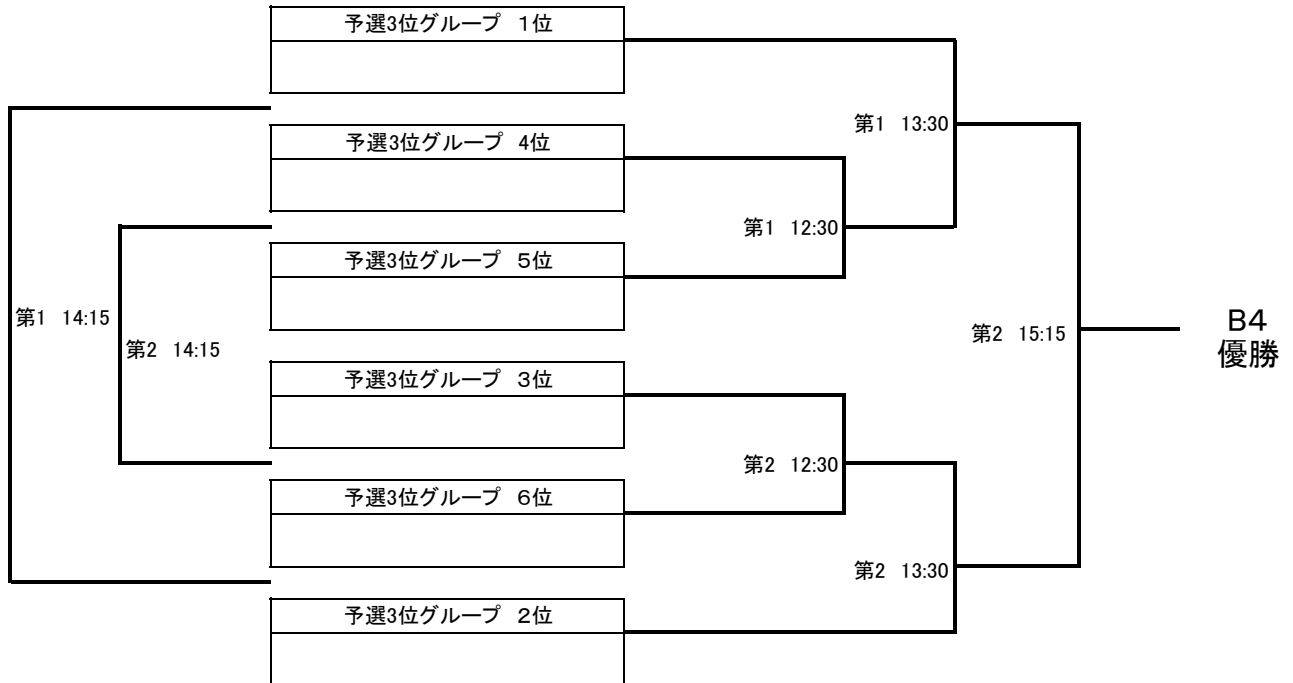 予選3位グループ　1位
第1　13:30
予選3位グループ　4位
第1　12:30
予選3位グループ　5位
第1　14:15
第2　14:15
第2　15:15
B4
優勝
予選3位グループ　3位
第2　12:30
予選3位グループ　6位
第2　13:30
予選3位グループ　2位